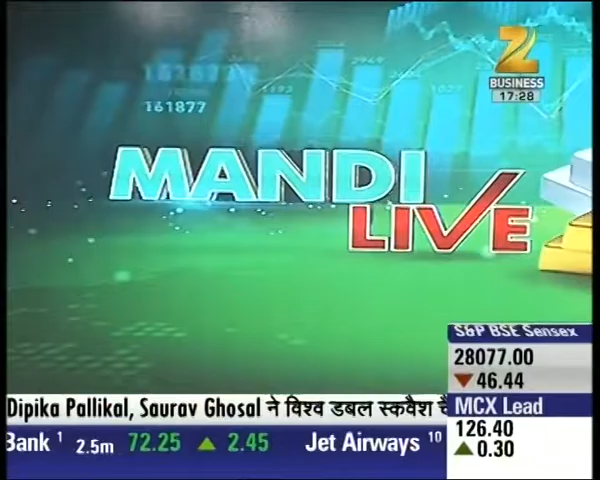 Z
BUSINESS
17:28
161877
MANDI
LIVE
S&P BSE Sensex
28077.00
▼ 46.44
MCX Lead
126.40
▲ 0.30
Dipika Pallikal, Saurav Ghosal ने विश्व डबल स्कवैश
Bank 1 2.5m 72.25 ▲ 2.45 Jet Airways 10